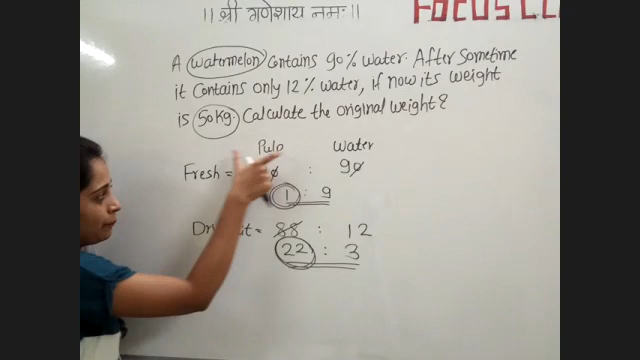 ।। श्री गणेशाय नमः ।।
A watermelon contains 90% water. After Sometime
it contains only 12% water, if now its weight
is 50Kg. Calculate the original weight?
Pulp Water
Fresh = : 90
1 : 9
= 88 : 12
22 : 3